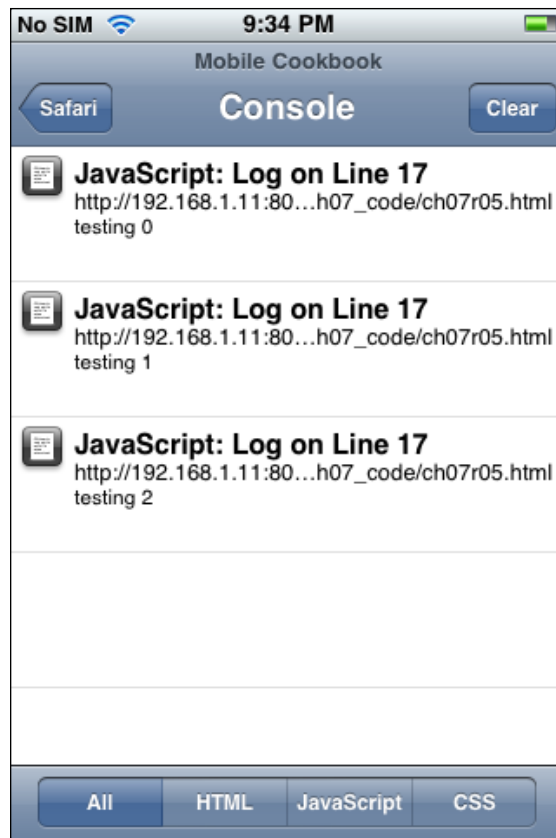 No SIM 9:34 PM
Mobile Cookbook
Safari Console Clear
JavaScript: Log on Line 17
http://192.168.1.11:80...h07_code/ch07r05.html
testing 0
JavaScript: Log on Line 17
http://192.168.1.11:80...h07_code/ch07r05.html
testing 1
JavaScript: Log on Line 17
http://192.168.1.11:80...h07_code/ch07r05.html
testing 2
All HTML JavaScript CSS